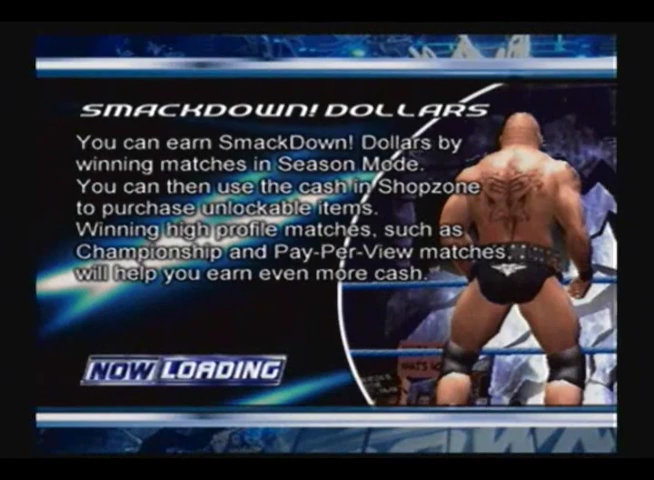 SMACKDOWN! DOLLARS
You can earn SmackDown! Dollars by
winning matches in Season Mode.
You can then use the cash in Shopzone
to purchase unlockable items.
Winning high profile matches, such as
Championship and Pay-Per-View matches,
will help you earn even more cash.
NOW LOADING